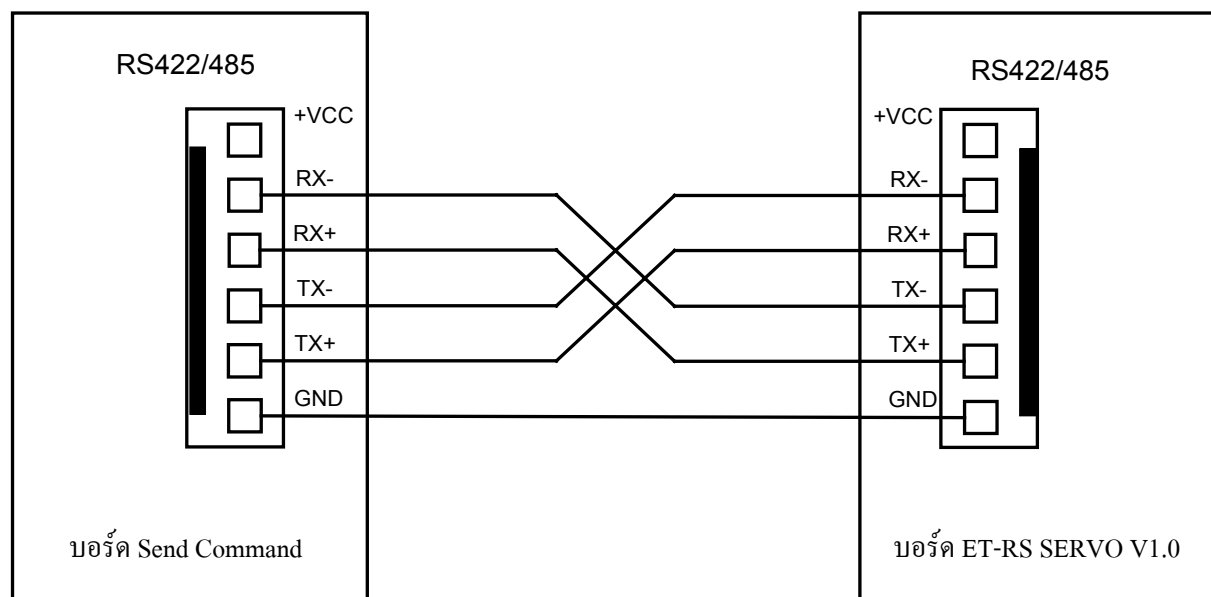 RS422/485
+VCC
RX-
RX+
TX-
TX+
GND
บอร์ด Send Command
RS422/485
+VCC
RX-
RX+
TX-
TX+
GND
บอร์ด ET-RS SERVO V1.0